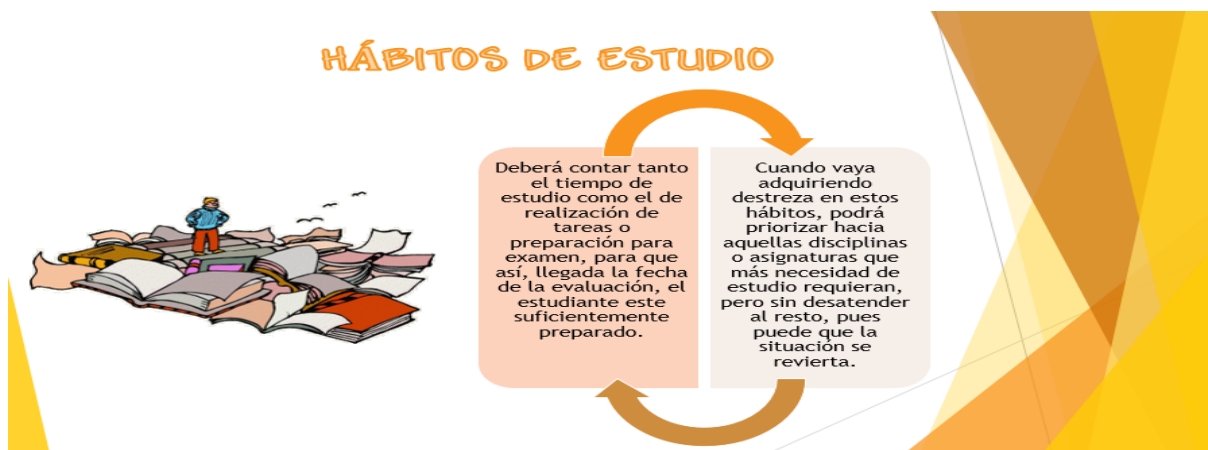 HÁBITOS DE ESTUDIO
Deberá contar tanto
el tiempo de
estudio como el de
realización de
tareas o
preparación para
examen, para que
así, llegada la fecha
de la evaluación, el
estudiante este
suficientemente
preparado.
Cuando vaya
adquiriendo
destreza en estos
hábitos, podrá
priorizar hacia
aquellas disciplinas
o asignaturas que
más necesidad de
estudio requieran,
pero sin desatender
al resto, pues
puede que la
situación se
revierta.